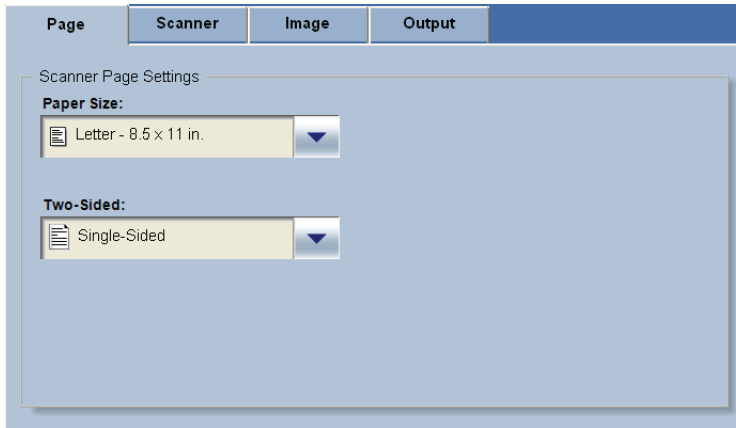 Page Scanner Image Output
Scanner Page Settings
Paper Size:
Letter - 8.5 x 11 in.
Two-Sided:
Single-Sided